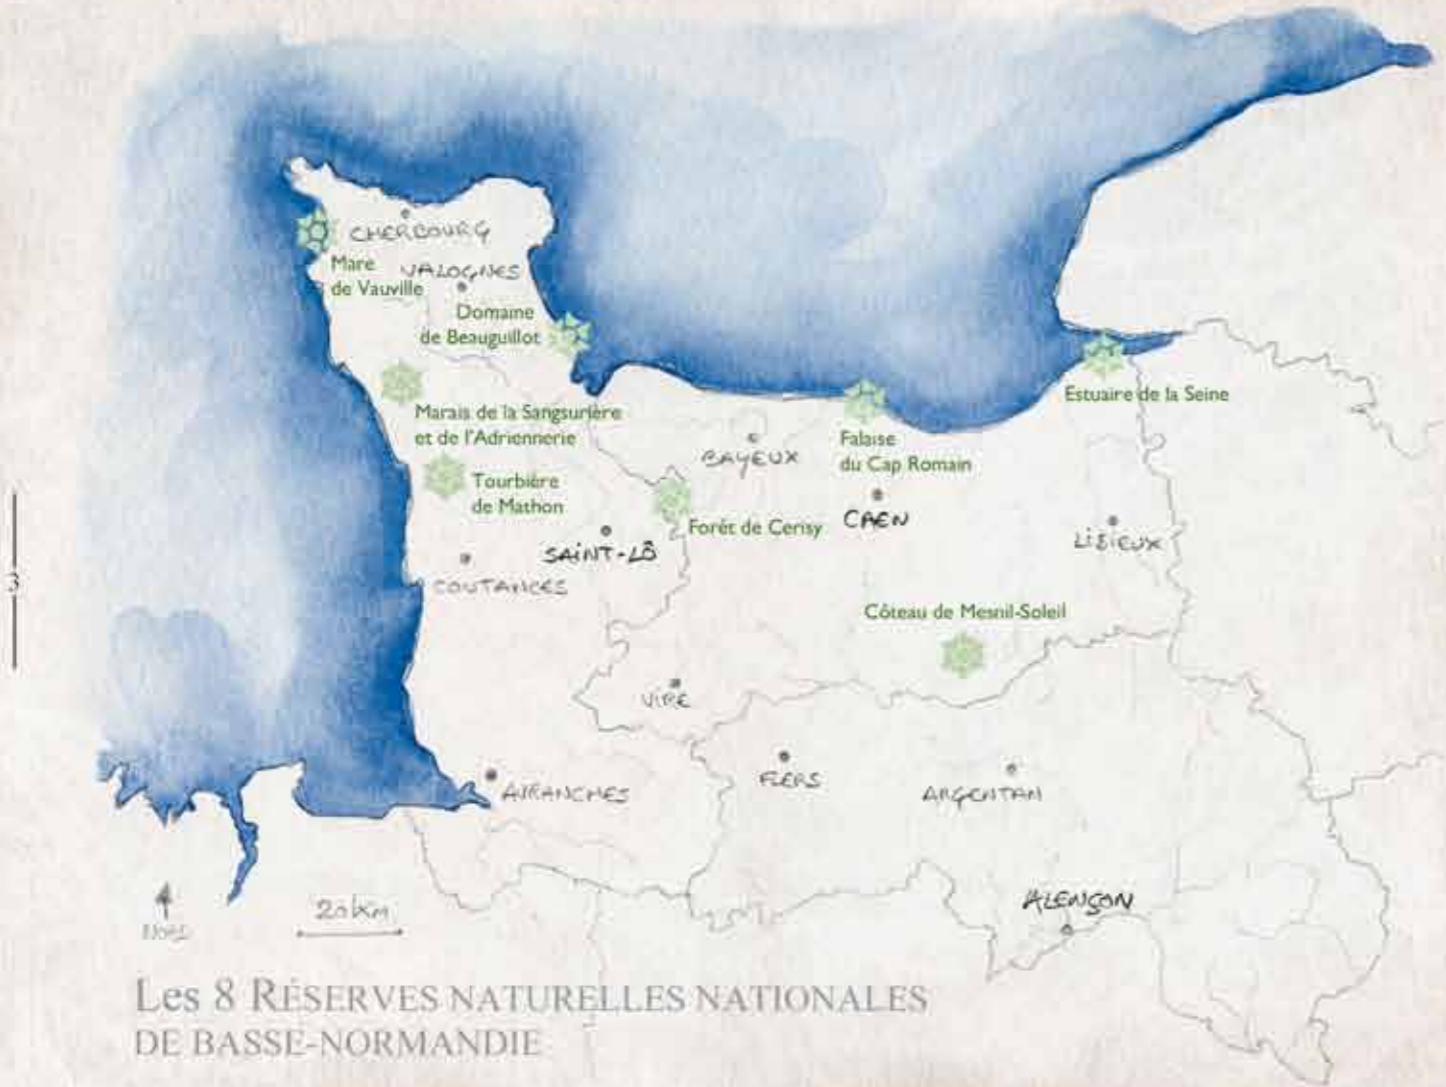 CHERBOURG
Mare
de Vauville
VALOGNES
Domaine
de Beauguillot
Marais de la Sangsurière
et de l'Adriennerie
Tourbière
de Mathon
BAYEUX
Falaise
du Cap Romain
Estuaire de la Seine
Forêt de Cerisy
CAEN
SAINT-LÔ
LISIEUX
COUTANCES
Côteau de Mesnil-Soleil
VIRE
FLERS
ARGENTAN
AVRANCHES
ALENÇON
20 Km
NORD
3
Les 8 RÉSERVES NATURELLES NATIONALES
DE BASSE-NORMANDIE